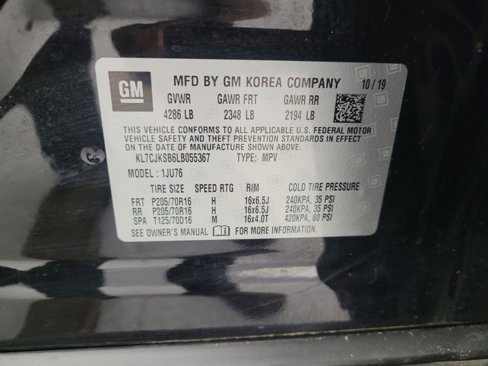 GM
MFD BY GM KOREA COMPANY 10/19
GVWR GAWR FRT GAWR RR
4286 LB 2348 LB 2194 LB
THIS VEHICLE CONFORMS TO ALL APPLICABLE U.S. FEDERAL MOTOR
VEHICLE SAFETY AND THEFT PREVENTION STANDARDS IN EFFECT
ON THE DATE OF MANUFACTURE SHOWN ABOVE.
KL7CJKSB6LB055367 TYPE: MPV
MODEL : 1JU76
TIRE SIZE SPEED RTG RIM COLD TIRE PRESSURE
FRT P205/70R16 H 16x6.5J 240KPA, 35 PSI
RR P205/70R16 H 16x6.5J 240KPA, 35 PSI
SPA T125/70D16 M 16x4.0T 420KPA, 60 PSI
SEE OWNER'S MANUAL FOR MORE INFORMATION.